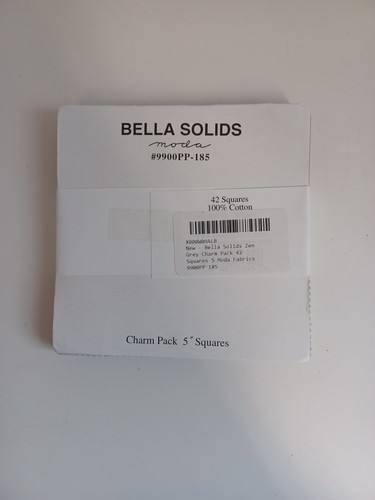 BELLA SOLIDS
moda
#9900PP-185
42 Squares
100% Cotton
New - Bella Solids Zen
Grey Charm Pack 42
Squares 5 Moda Fabrics
9900PP 185
Charm Pack 5″ Squares